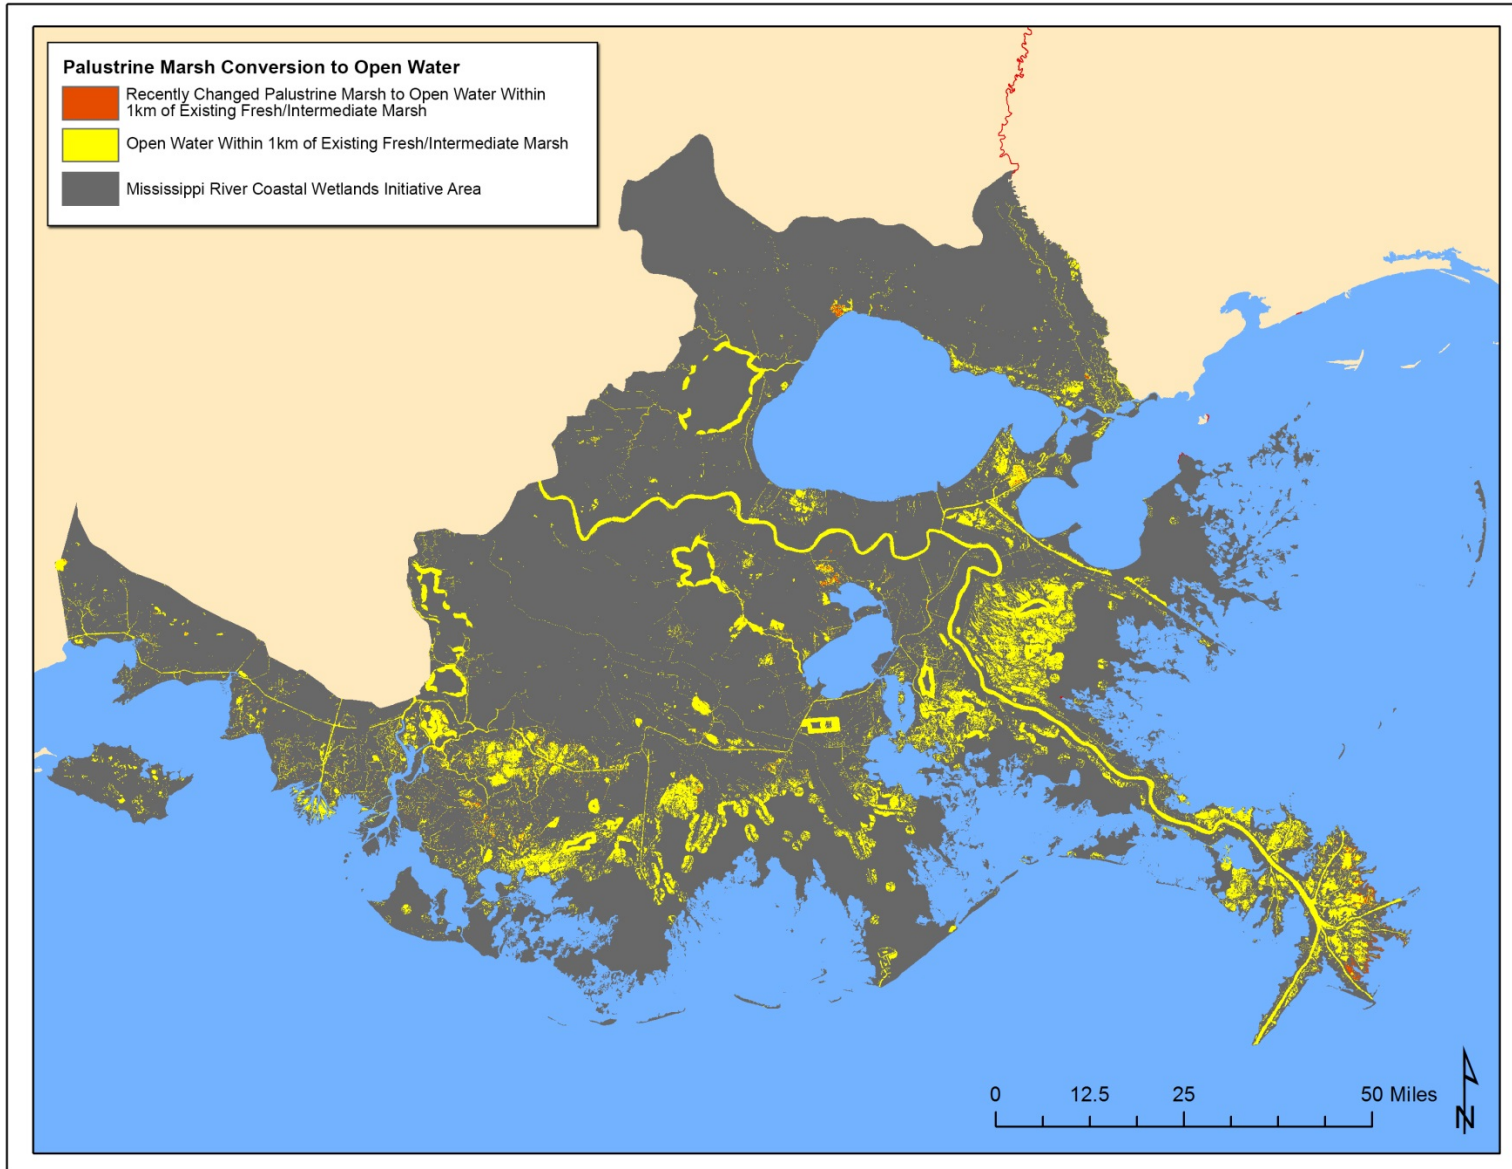 Palustrine Marsh Conversion to Open Water
Recently Changed Palustrine Marsh to Open Water Within
1km of Existing Fresh/Intermediate Marsh
Open Water Within 1km of Existing Fresh/Intermediate Marsh
Mississippi River Coastal Wetlands Initiative Area
0 12.5 25 50 Miles
N